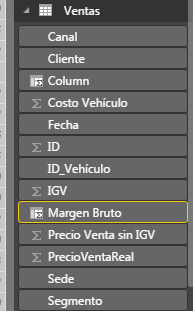 Ventas
Canal
Cliente
Column
Costo Vehículo
Fecha
ID
ID_Vehículo
IGV
Margen Bruto
Precio Venta sin IGV
PrecioVentaReal
Sede
Segmento